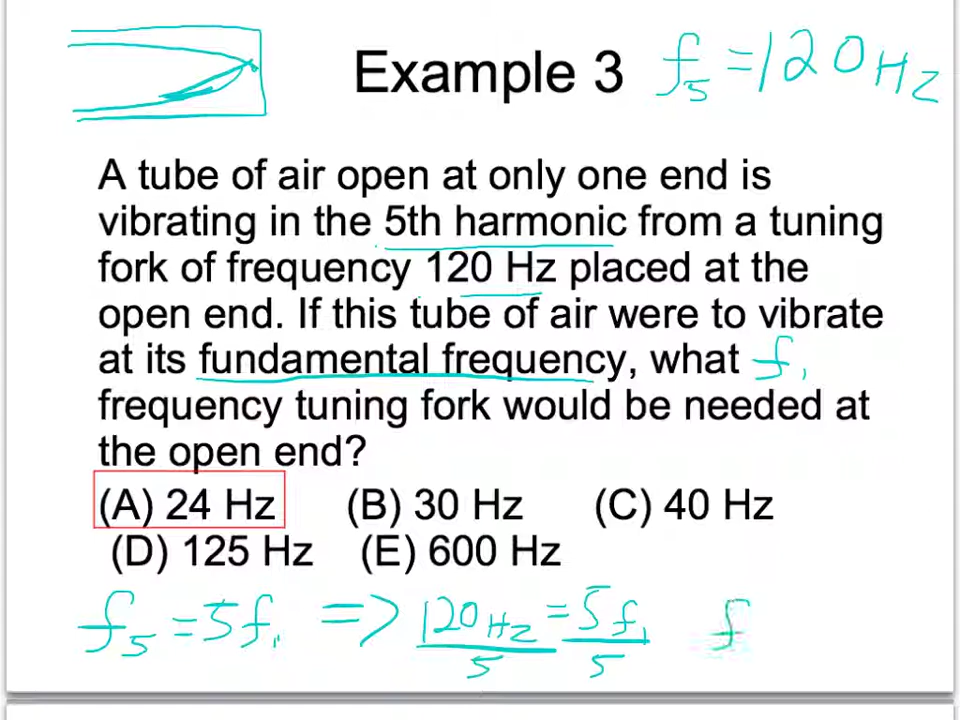 Example 3 f₅ = 120 Hz
A tube of air open at only one end is
vibrating in the 5th harmonic from a tuning
fork of frequency 120 Hz placed at the
open end. If this tube of air were to vibrate
at its fundamental frequency, what f₁
frequency tuning fork would be needed at
the open end?
(A) 24 Hz (B) 30 Hz (C) 40 Hz
(D) 125 Hz (E) 600 Hz
f₅ = 5f₁ => 120 Hz/5 = 5f₁/5 f